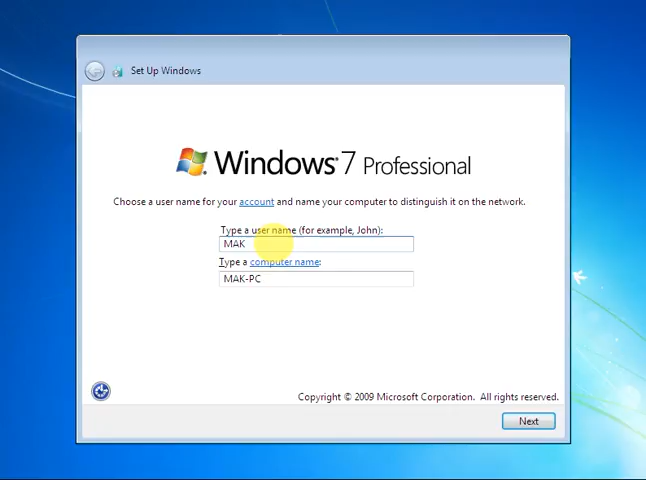 Set Up Windows
Windows 7 Professional
Choose a user name for your account and name your computer to distinguish it on the network.
Type a user name (for example, John):
MAK
Type a computer name:
MAK-PC
Copyright © 2009 Microsoft Corporation. All rights reserved.
Next